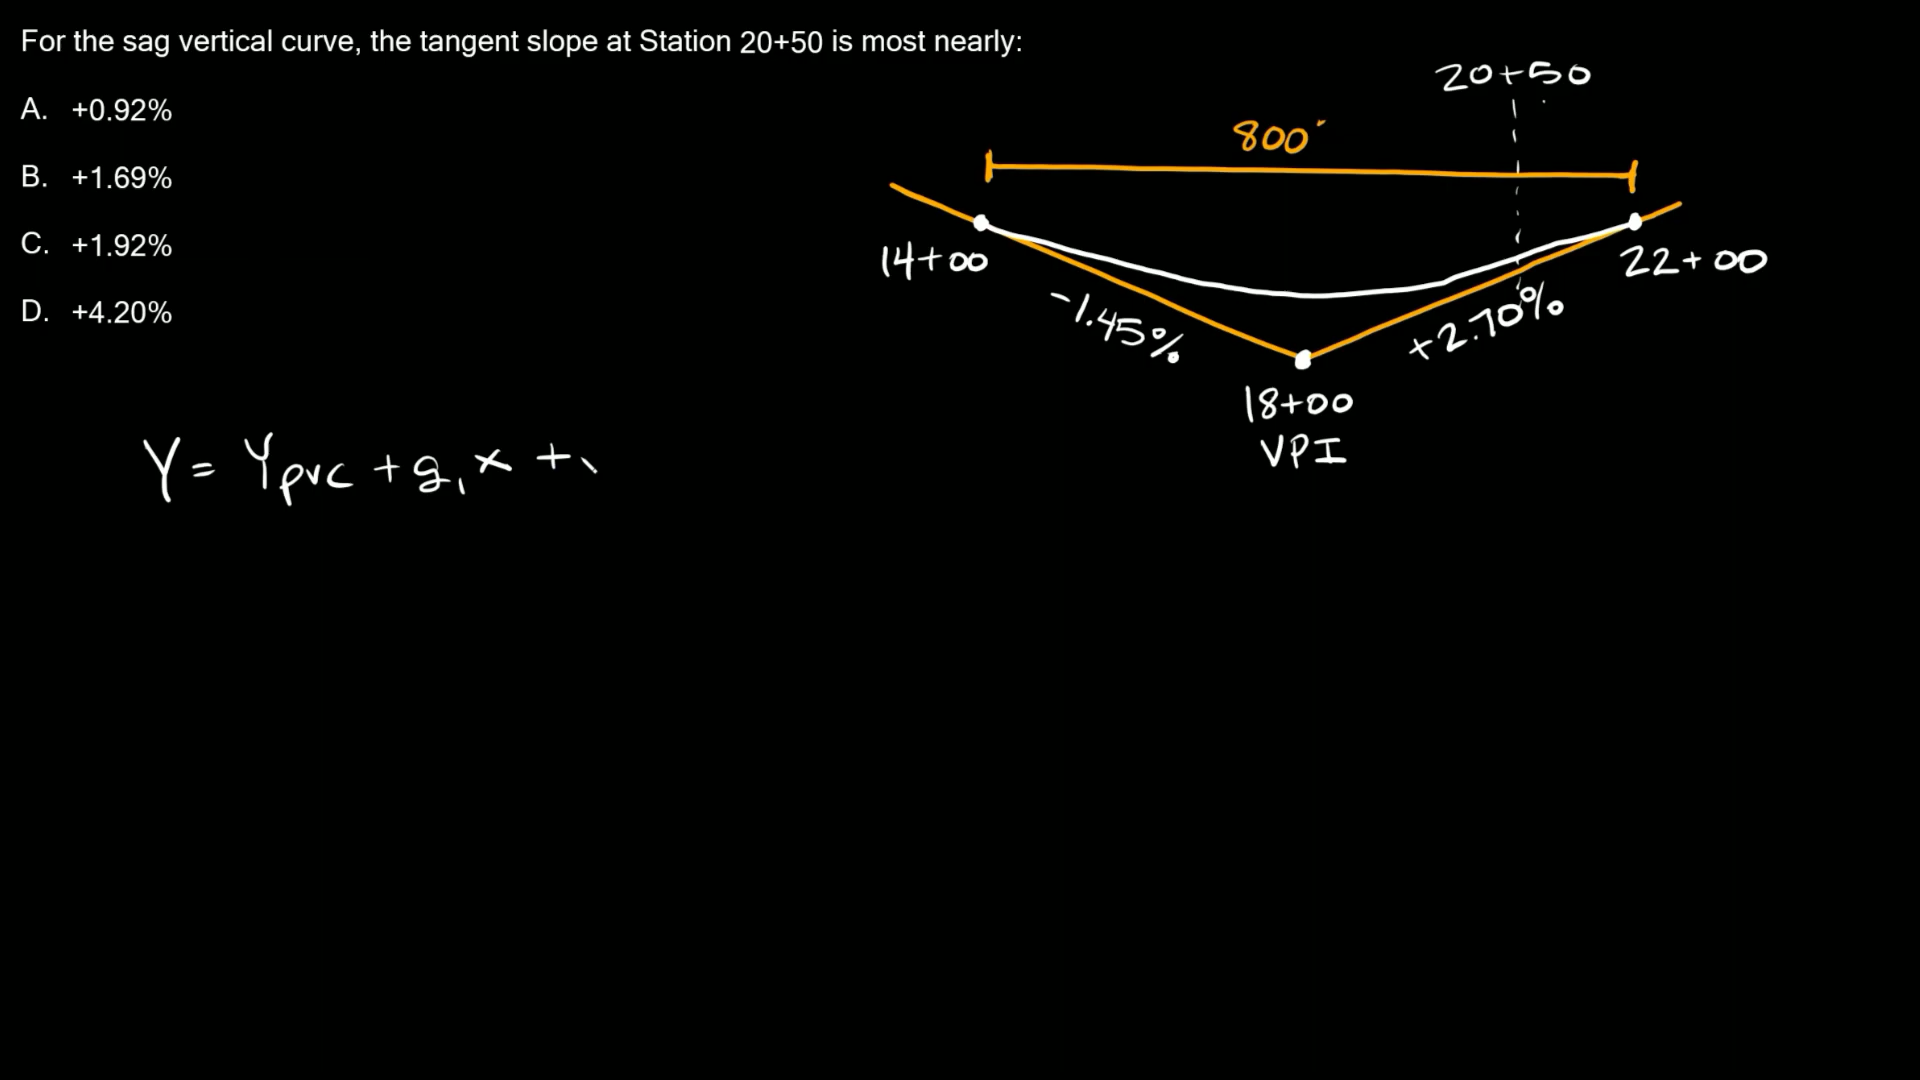 For the sag vertical curve, the tangent slope at Station 20+50 is most nearly:
A. +0.92%
B. +1.69%
C. +1.92%
D. +4.20%
20+50
800'
14+00
22+00
-1.45%
+2.70%
18+00
VPI
Y = Ypvc + g₁x +